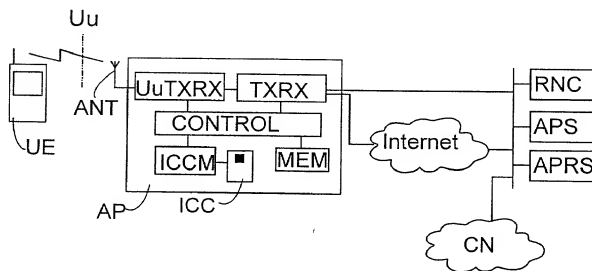 Uu
ANT
UE
UuTXRX
TXRX
CONTROL
ICCM
MEM
AP
ICC
Internet
RNC
APS
APRS
CN